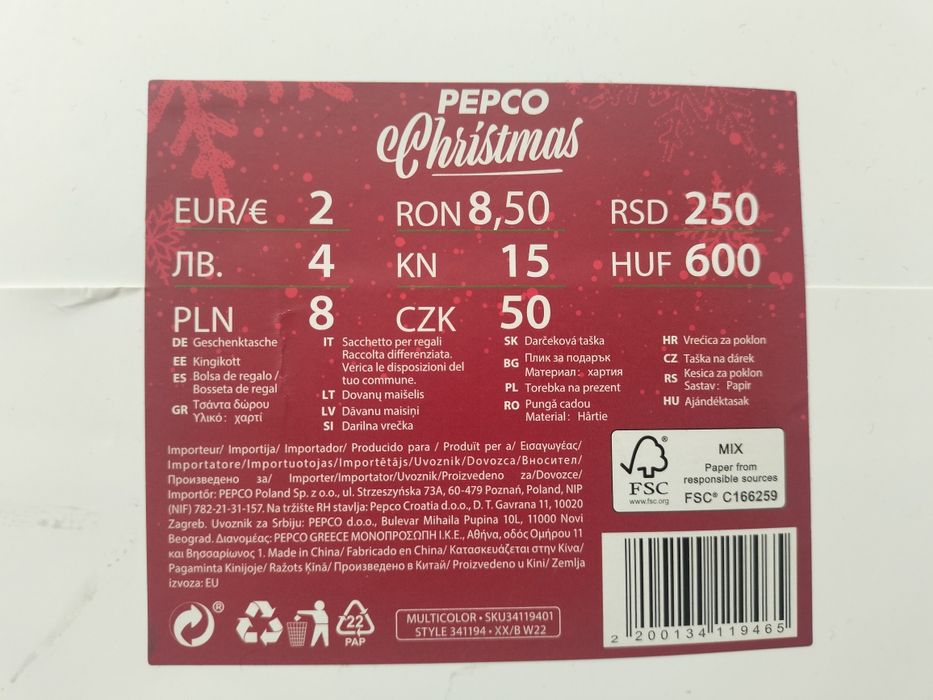 PEPCO
Christmas
EUR/€ 2
ЛВ. 4
PLN 8
RON 8,50
KN 15
CZK 50
RSD 250
HUF 600
DE Geschenktasche
EE Kingikott
ES Bolsa de regalo /
Bosseta de regal
GR Τσάντα δώρου
Υλικό: χαρτί
IT Sacchetto per regali
Raccolta differenziata.
Verica le disposizioni del
tuo commune.
LT Dovanų maišelis
LV Dāvanu maisiņi
SI Darilna vrečka
SK Darčeková taška
BG Плик за подарък
Материал: хартия
PL Torebka na prezent
RO Pungă cadou
Material: Hârtie
HR Vrećica za poklon
CZ Taška na dárek
RS Kesica za poklon
Sastav: Papir
HU Ajándéktasak
Importeur/ Importija/ Importador/ Producido para / Produït per a/ Εισαγωγέας/
Importatore/Importuotojas/Importētājs/Uvoznik/Dovozca/Вносител/
Произведено за/ Importer/Importator/Uvoznik/Proizvedeno za/Dovozce/
Importőr: PEPCO Poland Sp. z o.o., ul. Strzeszyńska 73A, 60-479 Poznań, Poland, NIP
(NIF) 782-21-31-157. Na tržište RH stavlja: Pepco Croatia d.o.o., D. T. Gavrana 11, 10020
Zagreb. Uvoznik za Srbiju: PEPCO d.o.o., Bulevar Mihaila Pupina 10L, 11000 Novi
Beograd. Διανομέας: PEPCO GREECE ΜΟΝΟΠΡΟΣΩΠΗ Ι.Κ.Ε., Αθήνα, οδός Ομήρου 11
και Βησσαρίωνος 1. Made in China/ Fabricado en China/ Κατασκευάζεται στην Κίνα/
Pagaminta Kinijoje/ Ražots Ķīnā/ Произведено в Китай/ Proizvedeno u Kini/ Zemlja
izvoza: EU
®
22
PAP
MULTICOLOR • SKU34119401
STYLE 341194 • XX/B W22
®
FSC
www.fsc.org
MIX
Paper from
responsible sources
FSC® C166259
2 200134 119465